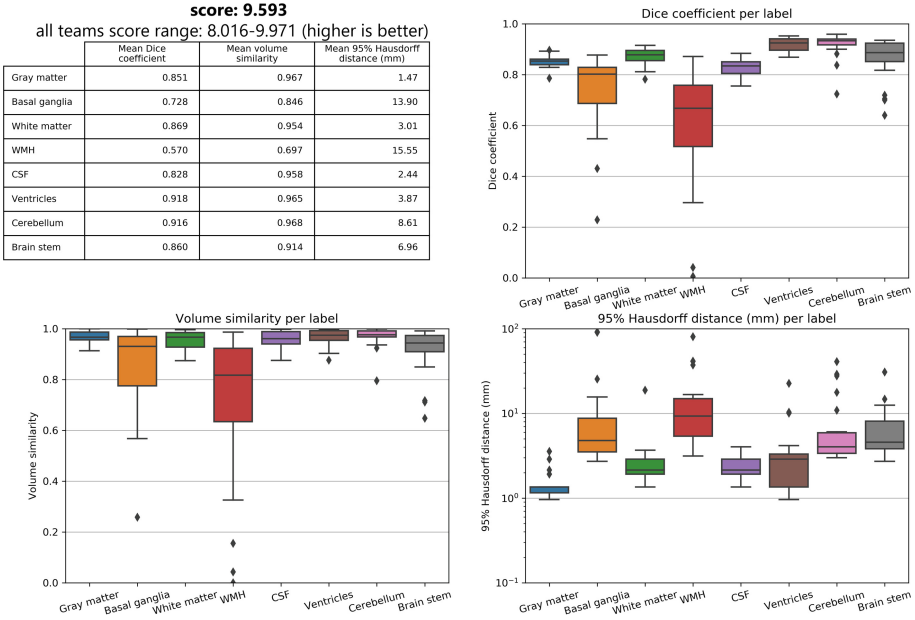 score: 9.593
all teams score range: 8.016-9.971 (higher is better)
Mean Dice coefficient Mean volume similarity Mean 95% Hausdorff distance (mm)
Gray matter 0.851 0.967 1.47
Basal ganglia 0.728 0.846 13.90
White matter 0.869 0.954 3.01
WMH 0.570 0.697 15.55
CSF 0.828 0.958 2.44
Ventricles 0.918 0.965 3.87
Cerebellum 0.916 0.968 8.61
Brain stem 0.860 0.914 6.96
Dice coefficient per label
Dice coefficient
1.0
0.8
0.6
0.4
0.2
0.0
Gray matter Basal ganglia White matter WMH CSF Ventricles Cerebellum Brain stem
Volume similarity per label
Volume similarity
1.0
0.8
0.6
0.4
0.2
0.0
Gray matter Basal ganglia White matter WMH CSF Ventricles Cerebellum Brain stem
95% Hausdorff distance (mm) per label
95% Hausdorff distance (mm)
10²
10¹
10⁰
10⁻¹
Gray matter Basal ganglia White matter WMH CSF Ventricles Cerebellum Brain stem